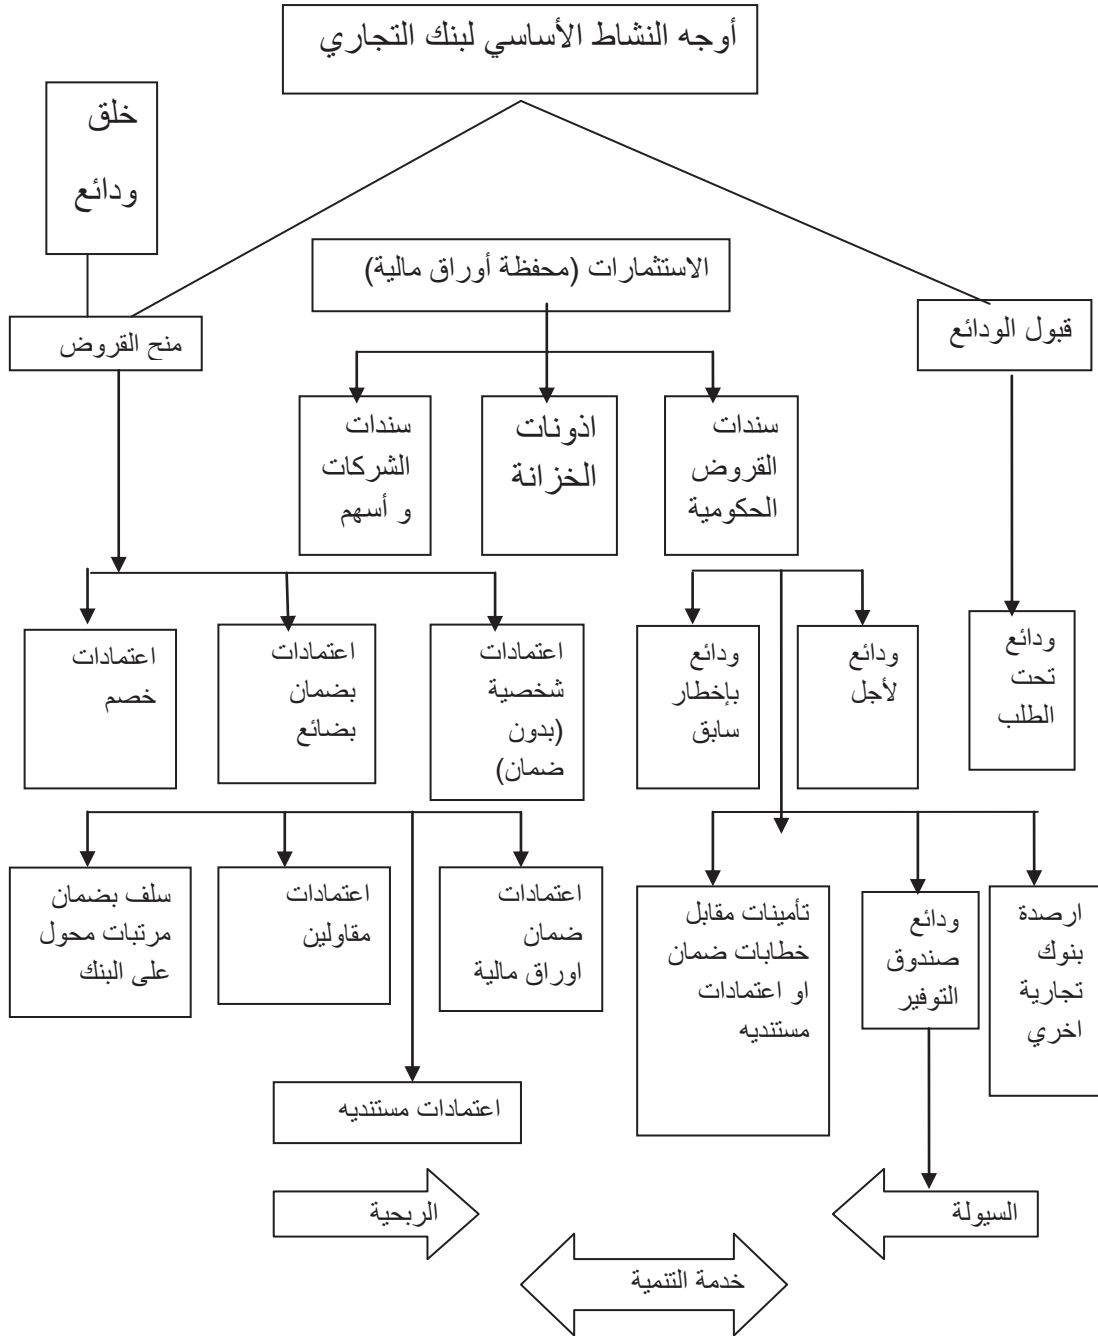 أوجه النشاط الأساسي لبنك التجاري
خلق
ودائع
الاستثمارات (محفظة أوراق مالية)
قبول الودائع
منح القروض
سندات
القروض
الحكومية
اذونات
الخزانة
سندات
الشركات
و أسهم
ودائع
تحت
الطلب
ودائع
لأجل
ودائع
بإخطار
سابق
اعتمادات
شخصية
(بدون
ضمان)
اعتمادات
بضمان
بضائع
اعتمادات
خصم
ارصدة
بنوك
تجارية
اخري
ودائع
صندوق
التوفير
تأمينات مقابل
خطابات ضمان
او اعتمادات
مستنديه
اعتمادات
ضمان
اوراق مالية
اعتمادات
مقاولين
سلف بضمان
مرتبات محول
على البنك
اعتمادات مستنديه
السيولة
الربحية
خدمة التنمية